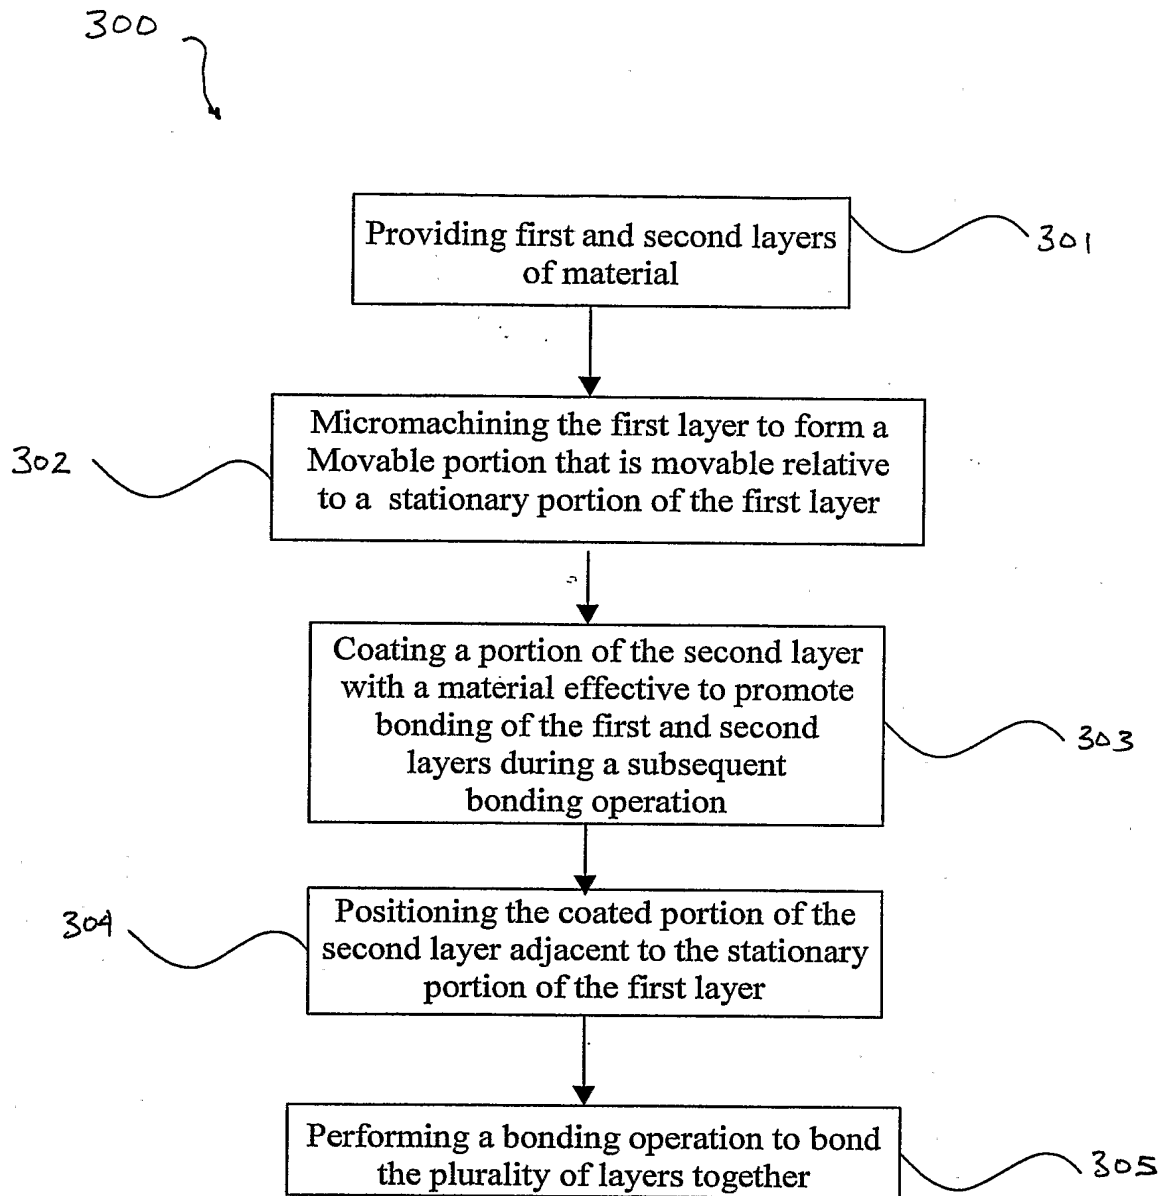 300
Providing first and second layers
of material
301
Micromachining the first layer to form a
Movable portion that is movable relative
to a stationary portion of the first layer
302
Coating a portion of the second layer
with a material effective to promote
bonding of the first and second
layers during a subsequent
bonding operation
303
Positioning the coated portion of the
second layer adjacent to the stationary
portion of the first layer
304
Performing a bonding operation to bond
the plurality of layers together
305